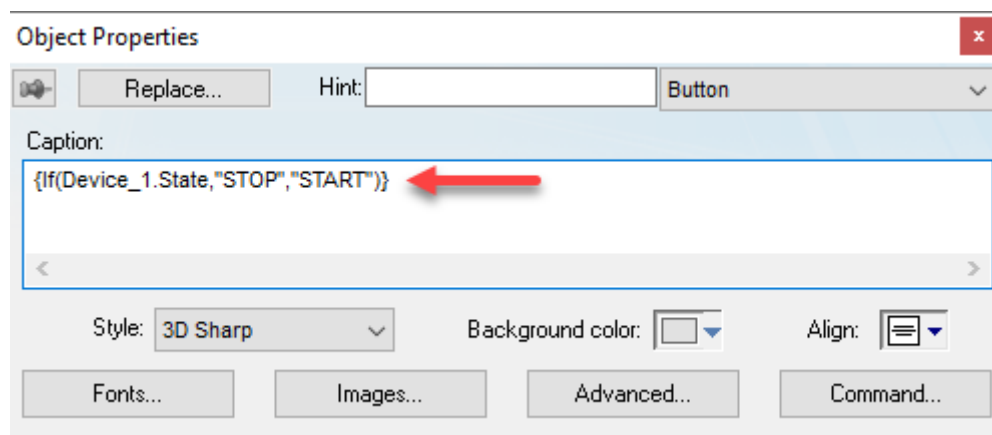 Object Properties
x
Replace... Hint: Button
Caption:
{If(Device_1.State,"STOP","START")}
Style: 3D Sharp Background color: Align:
Fonts... Images... Advanced... Command...